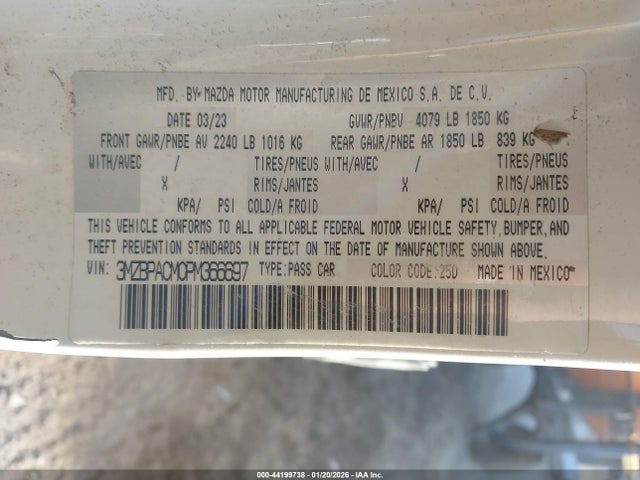 MFD. BY MAZDA MOTOR MANUFACTURING DE MEXICO S.A. DE C.V.
DATE 03/23 GVWR/PNBV 4079 LB 1850 KG
FRONT GAWR/PNBE AV 2240 LB 1016 KG REAR GAWR/PNBE AR 1850 LB 839 KG
WITH/AVEC / TIRES/PNEUS WITH/AVEC / TIRES/PNEUS
X RIMS/JANTES X RIMS/JANTES
KPA/ PSI COLD/A FROID KPA/ PSI COLD/A FROID
THIS VEHICLE CONFORMS TO ALL APPLICABLE FEDERAL MOTOR VEHICLE SAFETY, BUMPER, AND
THEFT PREVENTION STANDARDS IN EFFECT ON THE DATE OF MANUFACTURE SHOWN ABOVE.
VIN: 3MZBPACM0PM366697 TYPE:PASS CAR COLOR CODE:25D MADE IN MEXICO
000-44199738 - 01/20/2026 - IAA Inc.